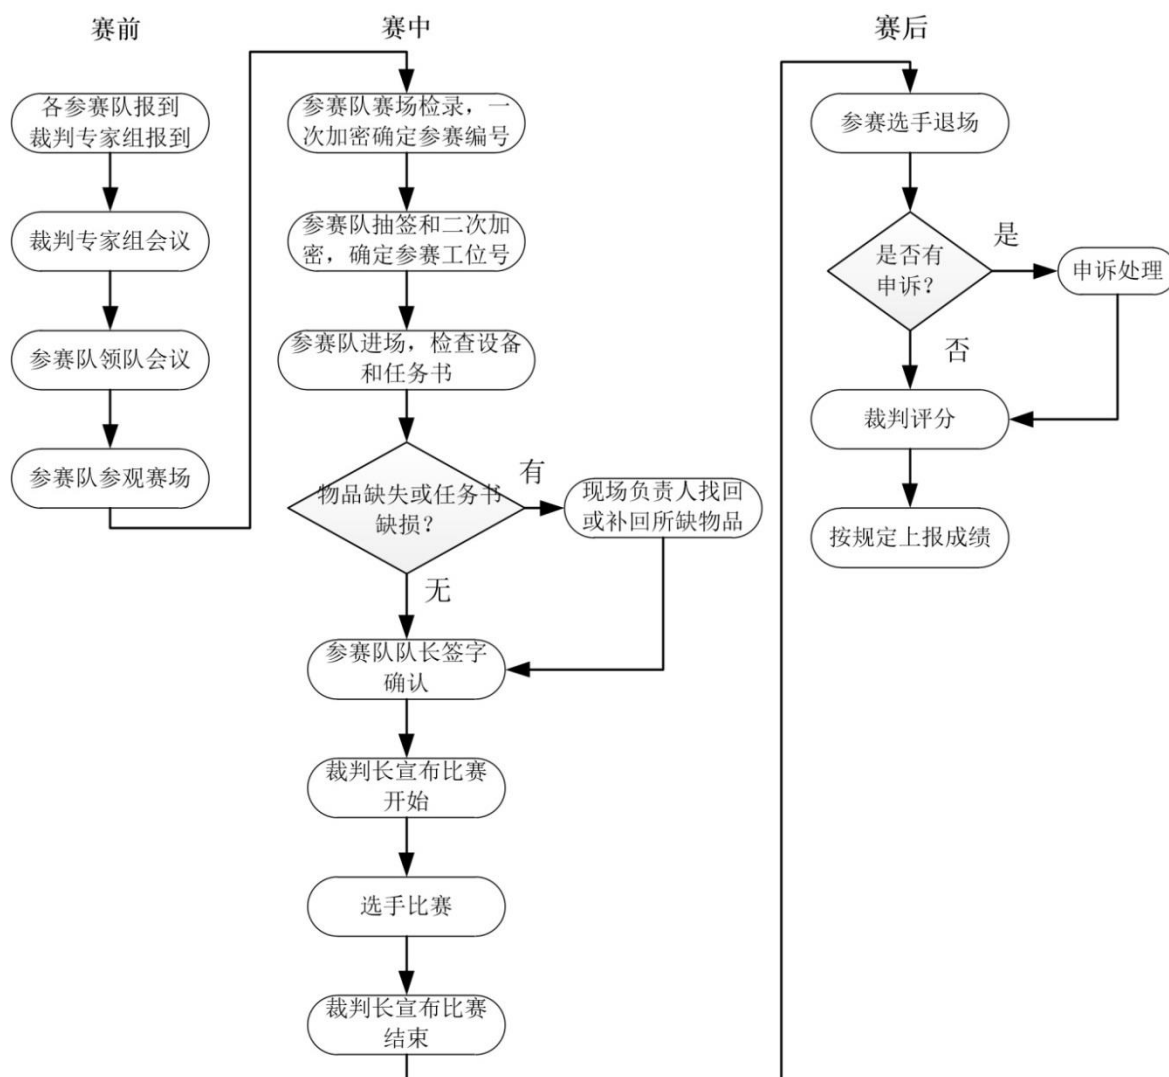 赛前
各参赛队报到
裁判专家组报到
裁判专家组会议
参赛队领队会议
参赛队参观赛场
赛中
参赛队赛场检录，一
次加密确定参赛编号
参赛队抽签和二次加
密，确定参赛工位号
参赛队进场，检查设备
和任务书
物品缺失或任务书
缺损？
有
现场负责人找回
或补回所缺物品
无
参赛队队长签字
确认
裁判长宣布比赛
开始
选手比赛
裁判长宣布比赛
结束
赛后
参赛选手退场
是否有
申诉？
是
申诉处理
否
裁判评分
按规定上报成绩